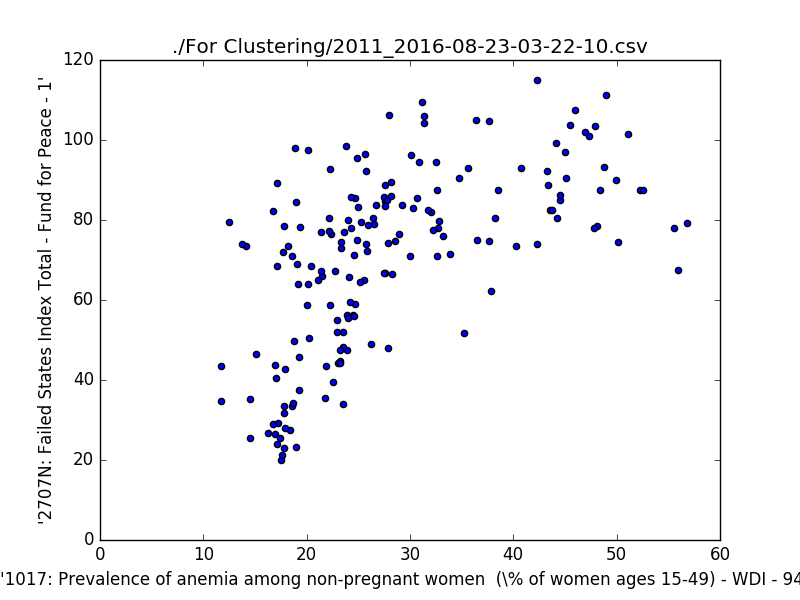 ./For Clustering/2011_2016-08-23-03-22-10.csv
'2707N: Failed States Index Total - Fund for Peace - 1'
120
100
80
60
40
20
0
0 10 20 30 40 50 60
'1017: Prevalence of anemia among non-pregnant women (\% of women ages 15-49) - WDI - 94